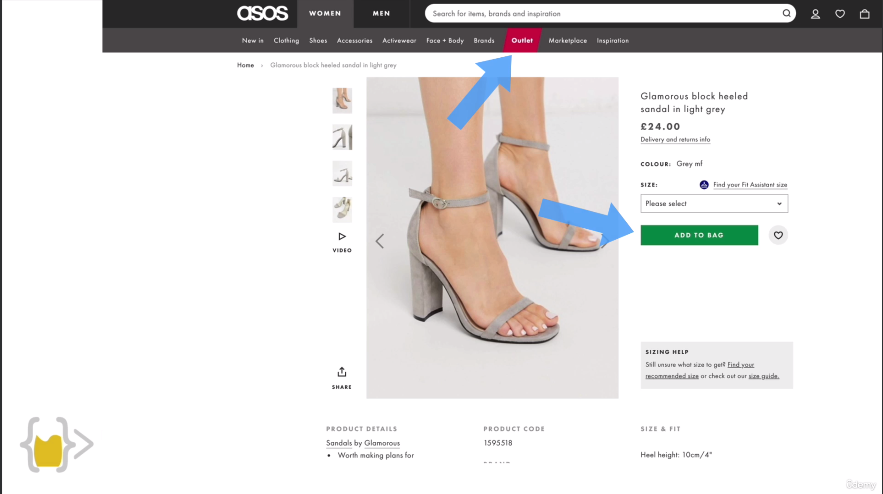 asos
WOMEN
MEN
Search for items, brands and inspiration
New in Clothing Shoes Accessories Activewear Face + Body Brands Outlet Marketplace Inspiration
Home › Glamorous block heeled sandal in light grey
Glamorous block heeled
sandal in light grey
£24.00
Delivery and returns info
COLOUR: Grey mf
SIZE: Find your Fit Assistant size
Please select
ADD TO BAG
VIDEO
SHARE
SIZING HELP
Still unsure what size to get? Find your
recommended size or check out our size guide.
PRODUCT DETAILS
Sandals by Glamorous
• Worth making plans for
PRODUCT CODE
1595518
SIZE & FIT
Heel height: 10cm/4"
Udemy